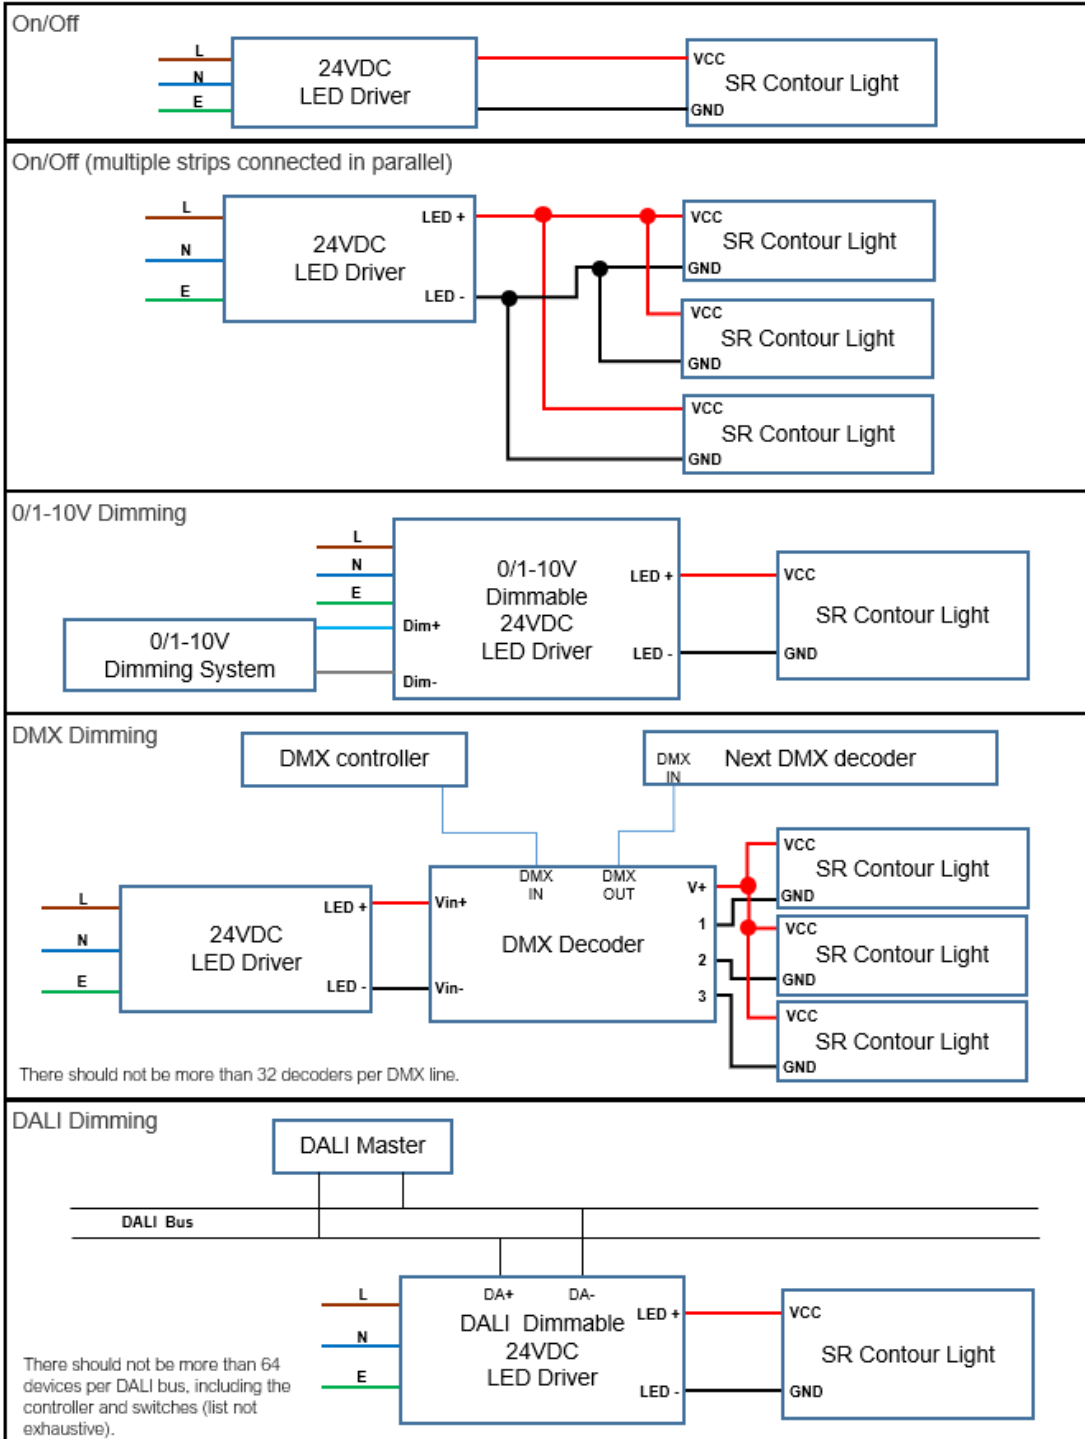 On/Off
L
N
E
24VDC
LED Driver
VCC
SR Contour Light
GND
On/Off (multiple strips connected in parallel)
L
N
E
24VDC
LED Driver
LED +
LED -
VCC
SR Contour Light
GND
VCC
SR Contour Light
GND
VCC
SR Contour Light
GND
0/1-10V Dimming
L
N
E
0/1-10V
Dimming System
Dim+
Dim-
0/1-10V
Dimmable
24VDC
LED Driver
LED +
LED -
VCC
SR Contour Light
GND
DMX Dimming
DMX controller
DMX
IN
Next DMX decoder
L
N
E
24VDC
LED Driver
LED +
LED -
Vin+
Vin-
DMX
IN
DMX
OUT
DMX Decoder
V+
1
2
3
VCC
SR Contour Light
GND
VCC
SR Contour Light
GND
VCC
SR Contour Light
GND
There should not be more than 32 decoders per DMX line.
DALI Dimming
DALI Master
DALI Bus
L
N
E
DA+
DA-
DALI Dimmable
24VDC
LED Driver
LED +
LED -
VCC
SR Contour Light
GND
There should not be more than 64
devices per DALI bus, including the
controller and switches (list not
exhaustive).